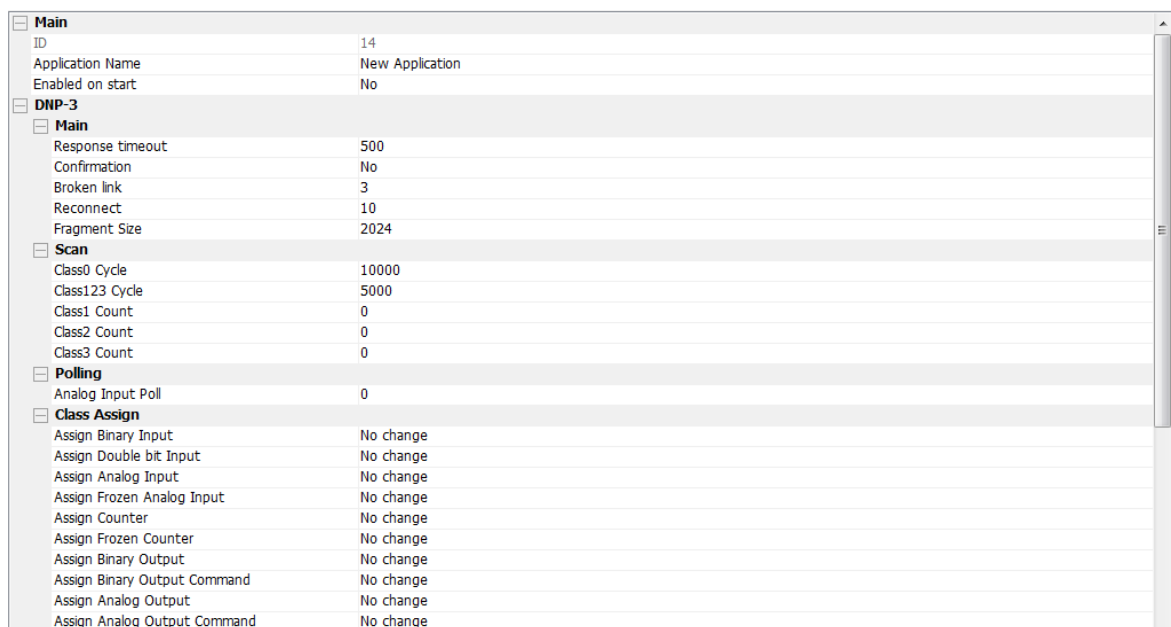 Main
ID 14
Application Name New Application
Enabled on start No
DNP-3
Main
Response timeout 500
Confirmation No
Broken link 3
Reconnect 10
Fragment Size 2024
Scan
Class0 Cycle 10000
Class123 Cycle 5000
Class1 Count 0
Class2 Count 0
Class3 Count 0
Polling
Analog Input Poll 0
Class Assign
Assign Binary Input No change
Assign Double bit Input No change
Assign Analog Input No change
Assign Frozen Analog Input No change
Assign Counter No change
Assign Frozen Counter No change
Assign Binary Output No change
Assign Binary Output Command No change
Assign Analog Output No change
Assign Analog Output Command No change